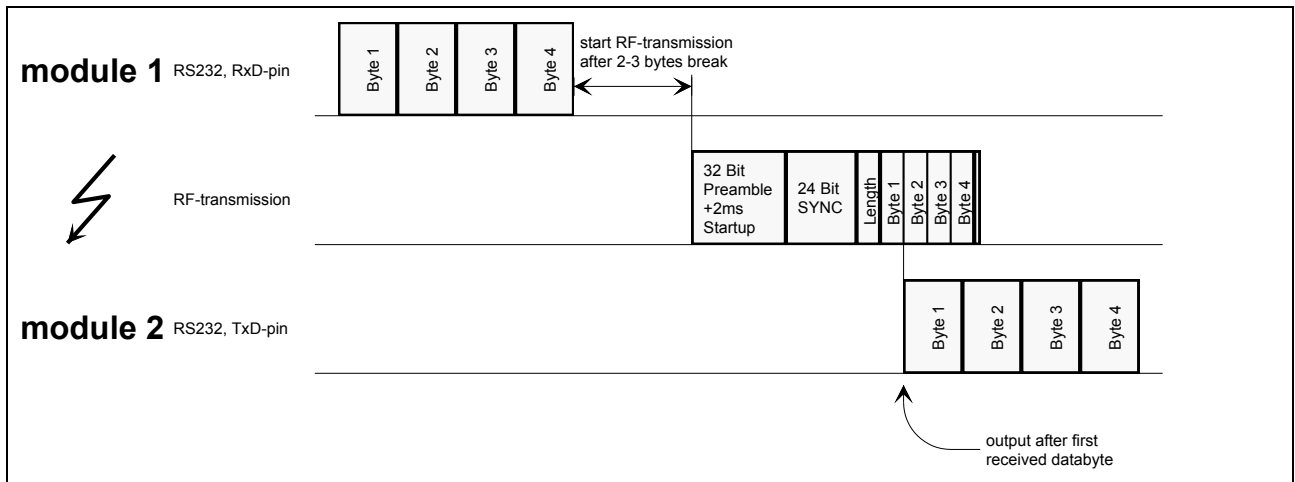 module 1 RS232, RxD-pin
Byte 1
Byte 2
Byte 3
Byte 4
start RF-transmission
after 2-3 bytes break
RF-transmission
32 Bit
Preamble
+2ms
Startup
24 Bit
SYNC
Length
Byte 1
Byte 2
Byte 3
Byte 4
module 2 RS232, TxD-pin
Byte 1
Byte 2
Byte 3
Byte 4
output after first
received databyte